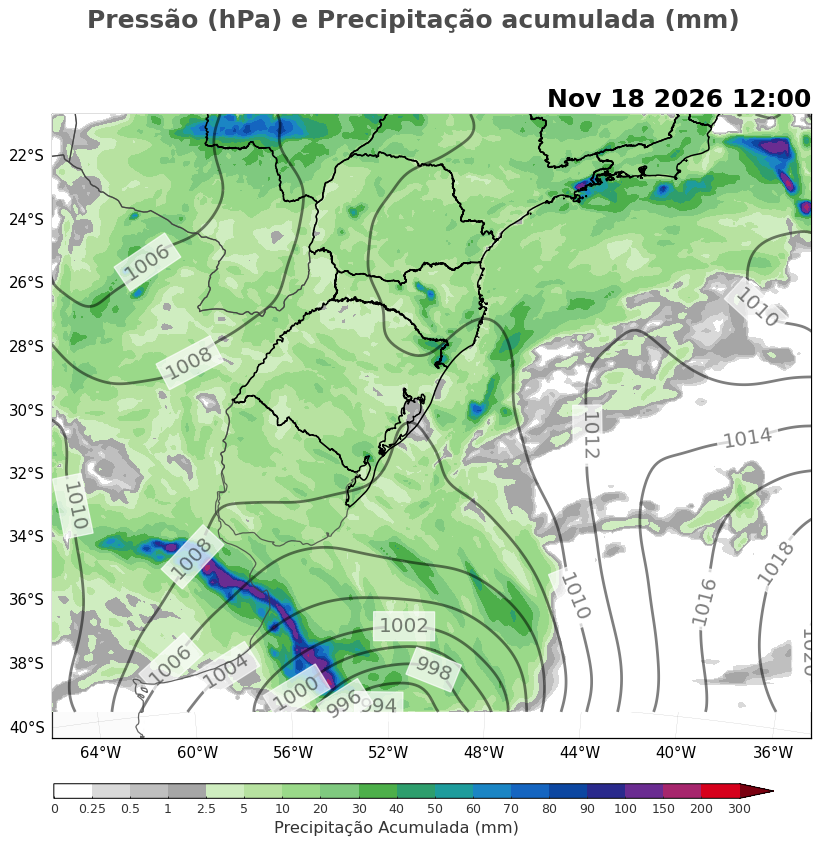 Pressão (hPa) e Precipitação acumulada (mm)
Nov 18 2026 12:00
22°S
24°S
26°S
28°S
30°S
32°S
34°S
36°S
38°S
40°S
1006
1008
1010
1010
1012
1014
1010
1008
1016
1018
1010
1020
1002
1006
1004
998
1000
996
994
64°W 60°W 56°W 52°W 48°W 44°W 40°W 36°W
0 0.25 0.5 1 2.5 5 10 20 30 40 50 60 70 80 90 100 150 200 300
Precipitação Acumulada (mm)